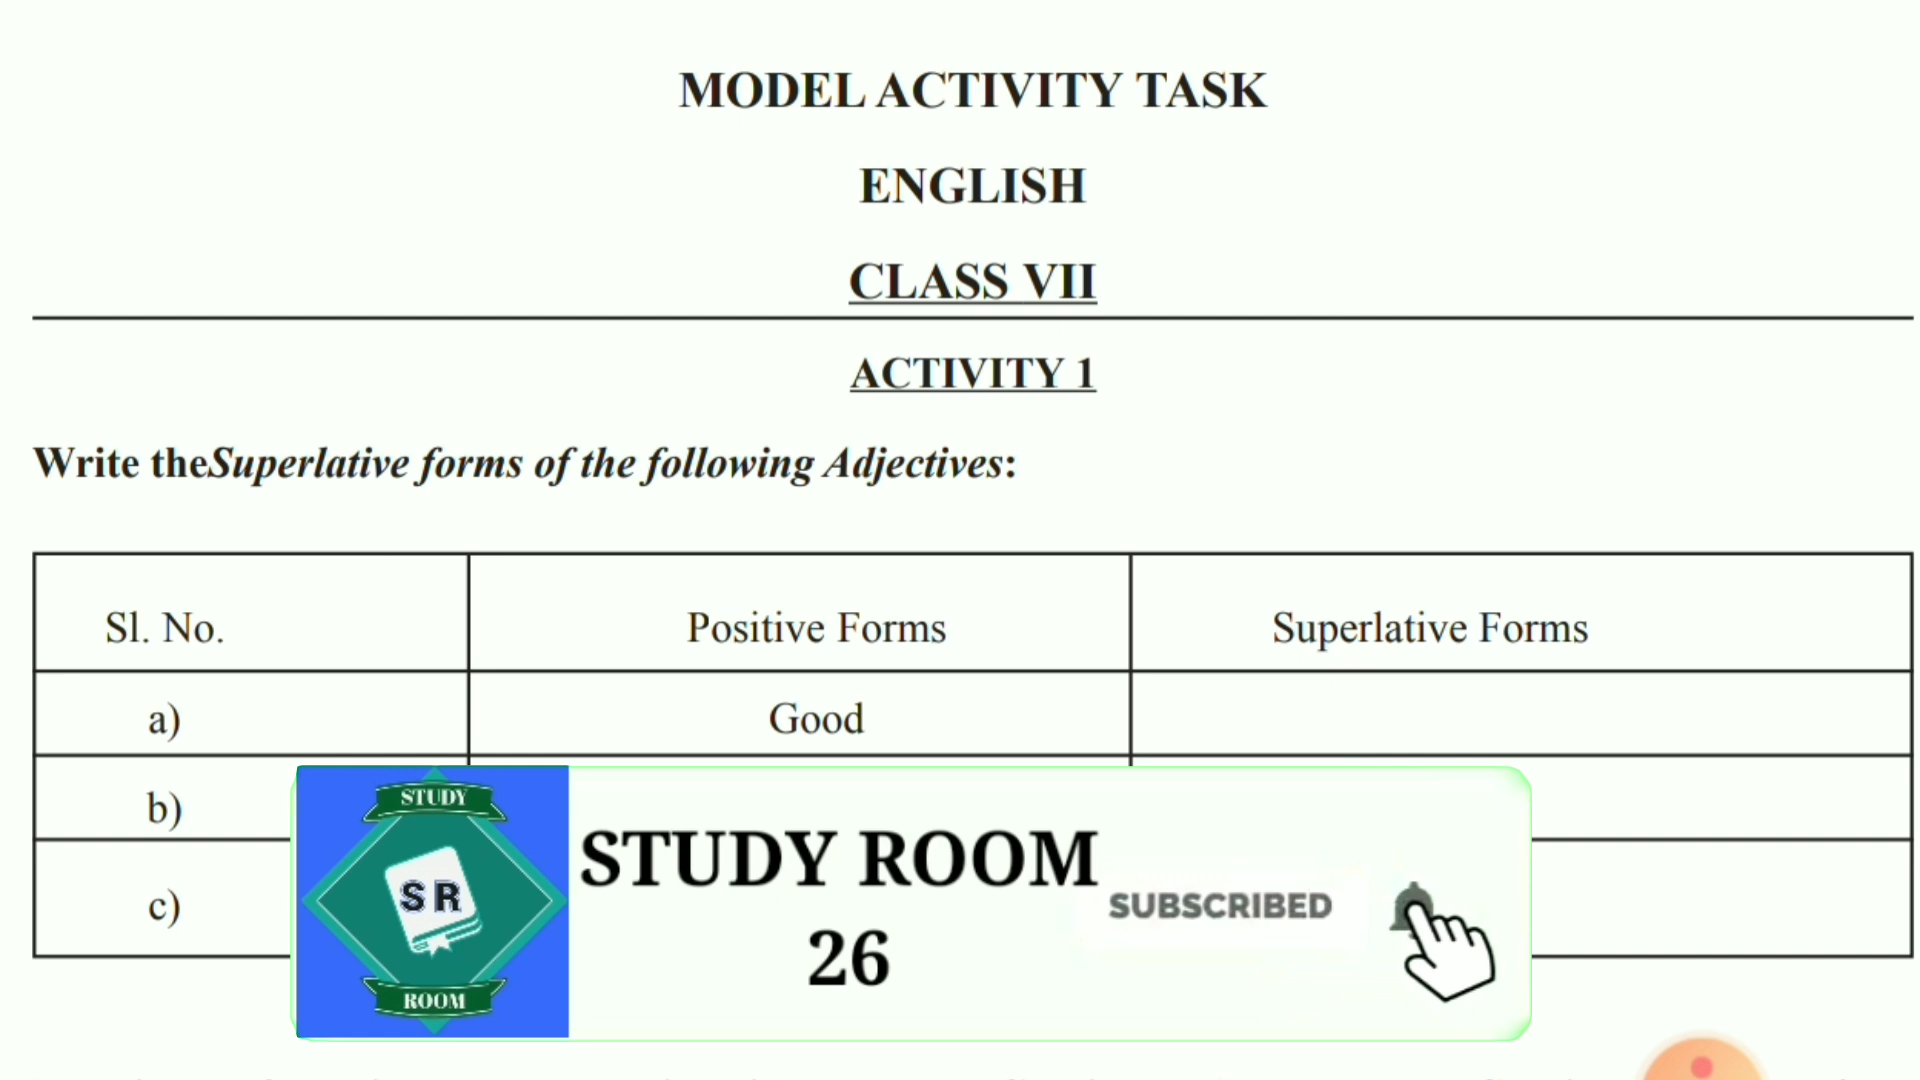 MODEL ACTIVITY TASK
ENGLISH
CLASS VII
ACTIVITY 1
Write theSuperlative forms of the following Adjectives:
Sl. No. Positive Forms Superlative Forms
a) Good
b)
c)
STUDY
S R
ROOM
STUDY ROOM
26
SUBSCRIBED